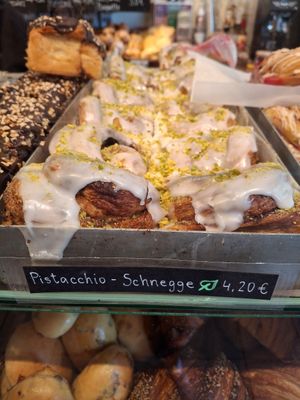 Pistacchio - Schnegge 4,20 €